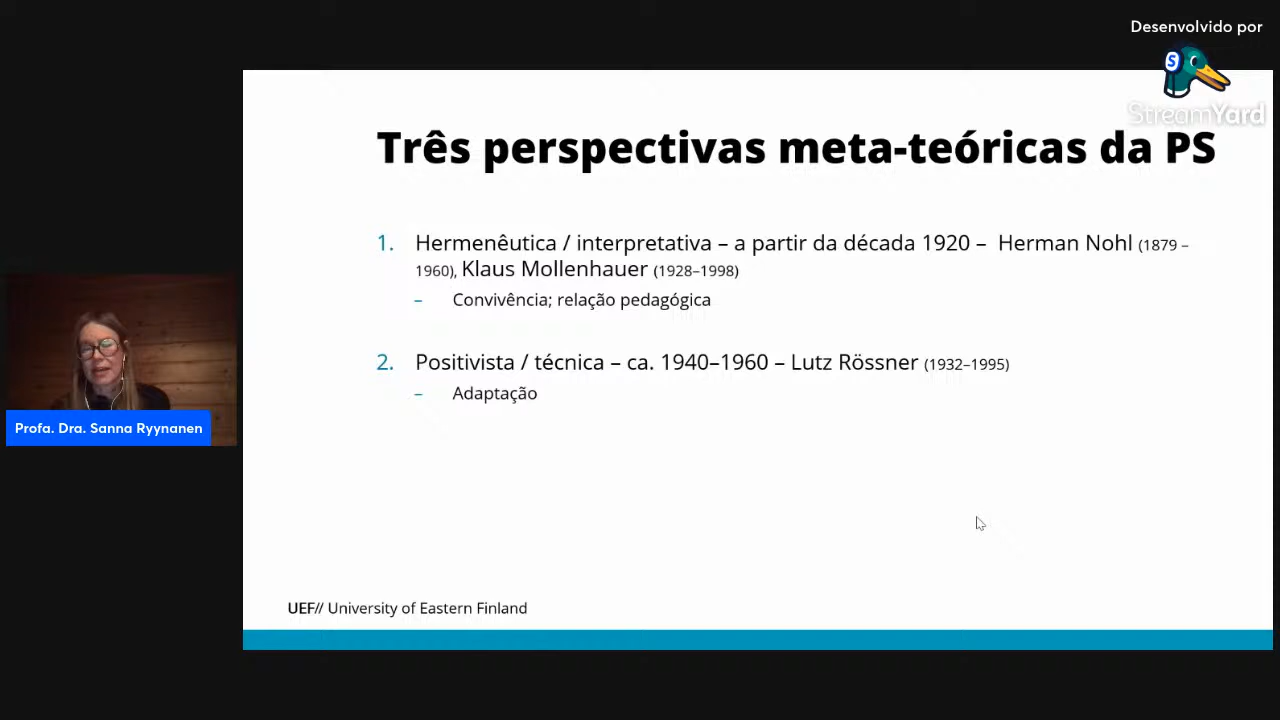 Desenvolvido por
S
StreamYard
Três perspectivas meta-teóricas da PS
1. Hermenêutica / interpretativa – a partir da década 1920 – Herman Nohl (1879 –
1960), Klaus Mollenhauer (1928–1998)
– Convivência; relação pedagógica
2. Positivista / técnica – ca. 1940–1960 – Lutz Rössner (1932–1995)
– Adaptação
Profa. Dra. Sanna Ryynanen
UEF// University of Eastern Finland